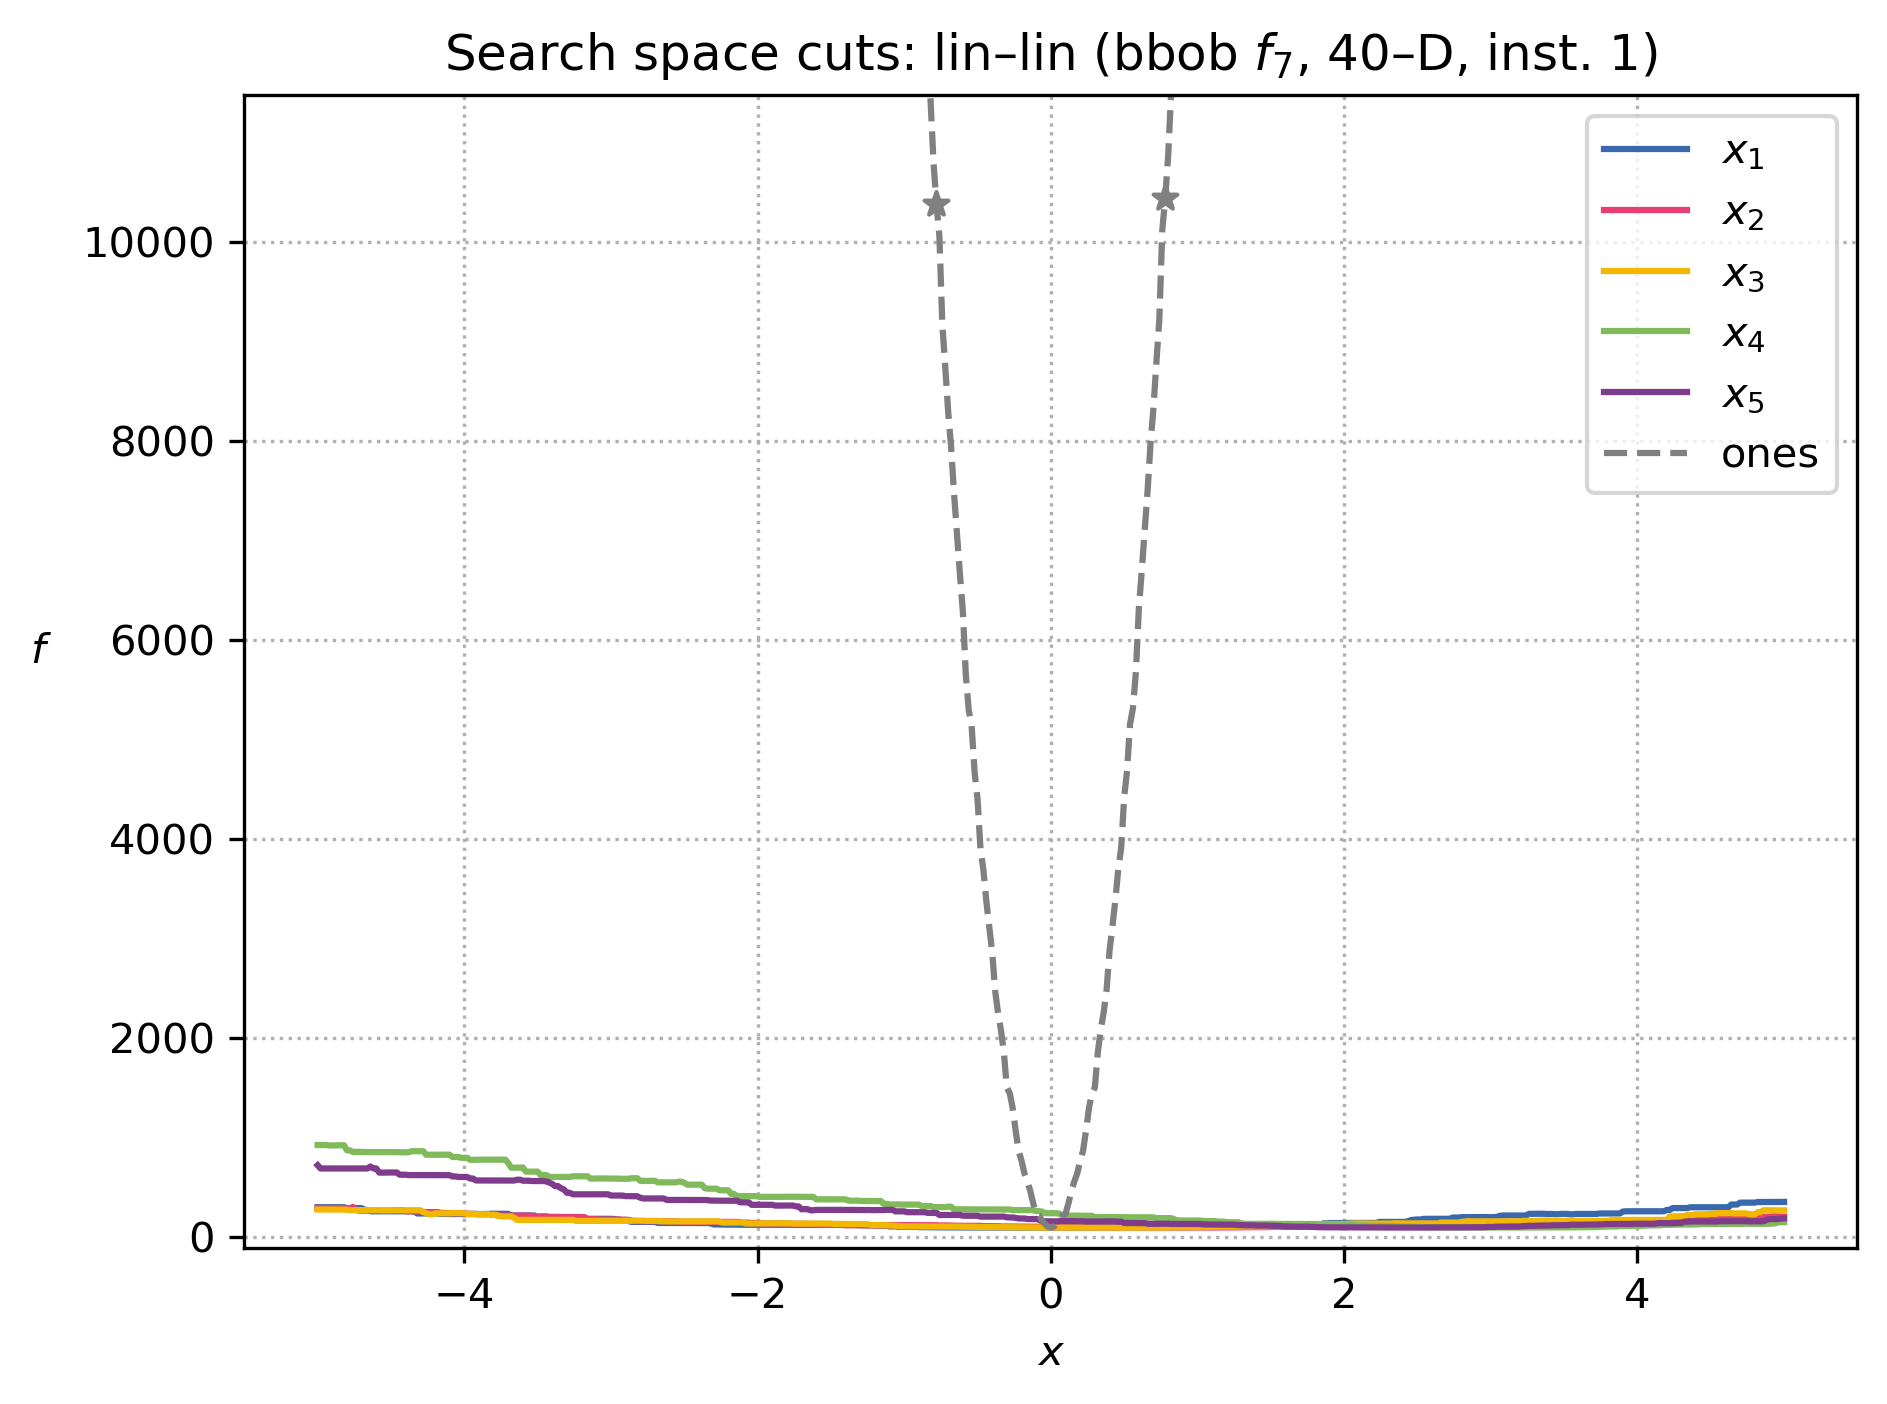 Search space cuts: lin–lin (bbob f₇, 40–D, inst. 1)
x₁
x₂
x₃
x₄
x₅
ones
10000
8000
6000
4000
2000
0
f
−4 −2 0 2 4
x